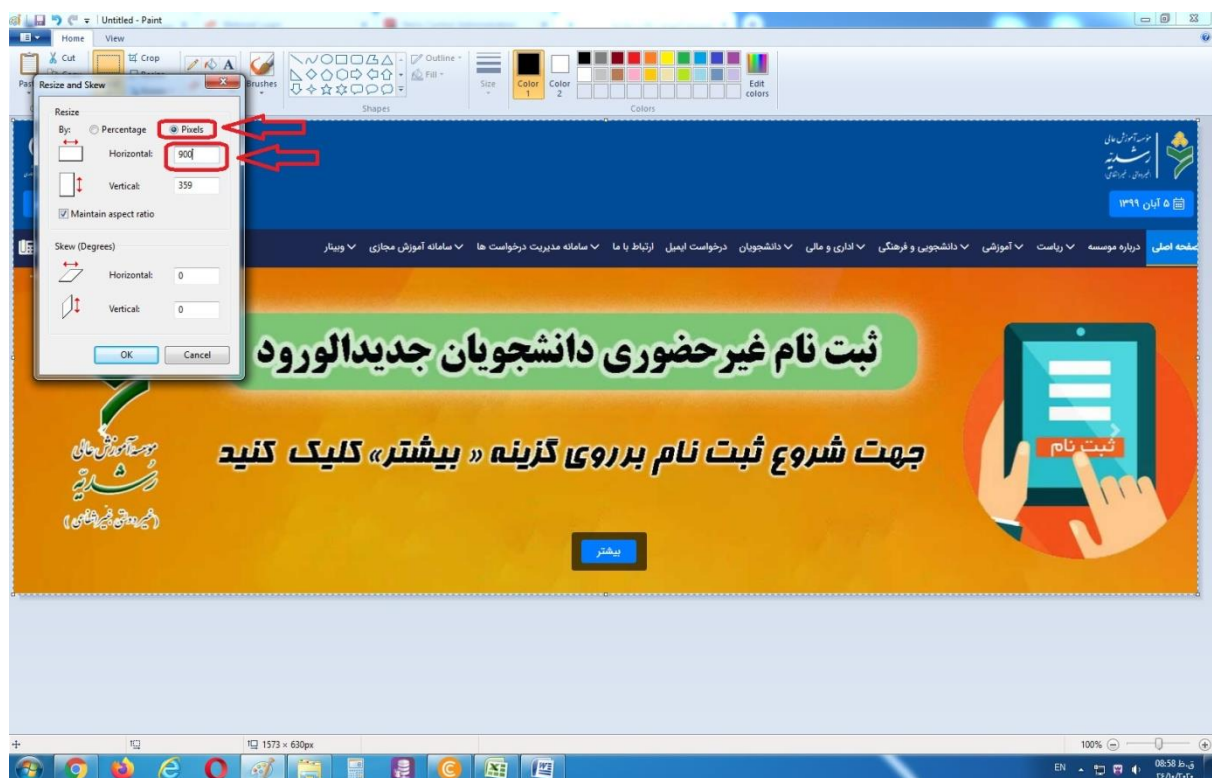 Untitled - Paint
Home View
Cut
Crop
Brushes
Outline
Fill
Size
Color 1
Color 2
Edit colors
Shapes
Colors
Resize and Skew
Resize
By: Percentage Pixels
Horizontal: 900
Vertical: 359
Maintain aspect ratio
Skew (Degrees)
Horizontal: 0
Vertical: 0
OK Cancel
موسسه آموزش عالی
رشدیه
۵ آبان ۱۳۹۹
صفحه اصلی درباره موسسه ریاست آموزشی دانشجویی و فرهنگی اداری و مالی دانشجویان درخواست ایمیل ارتباط با ما سامانه مدیریت درخواست ها سامانه آموزش مجازی وبینار
ثبت نام غیرحضوری دانشجویان جدیدالورود
جهت شروع ثبت نام برروی گزینه « بیشتر» کلیک کنید
ثبت نام
موسسه آموزش عالی
رشدیه
(غیردولتی غیرانتفاعی)
بیشتر
1573 × 630px
100%
EN
08:58 ق.ظ